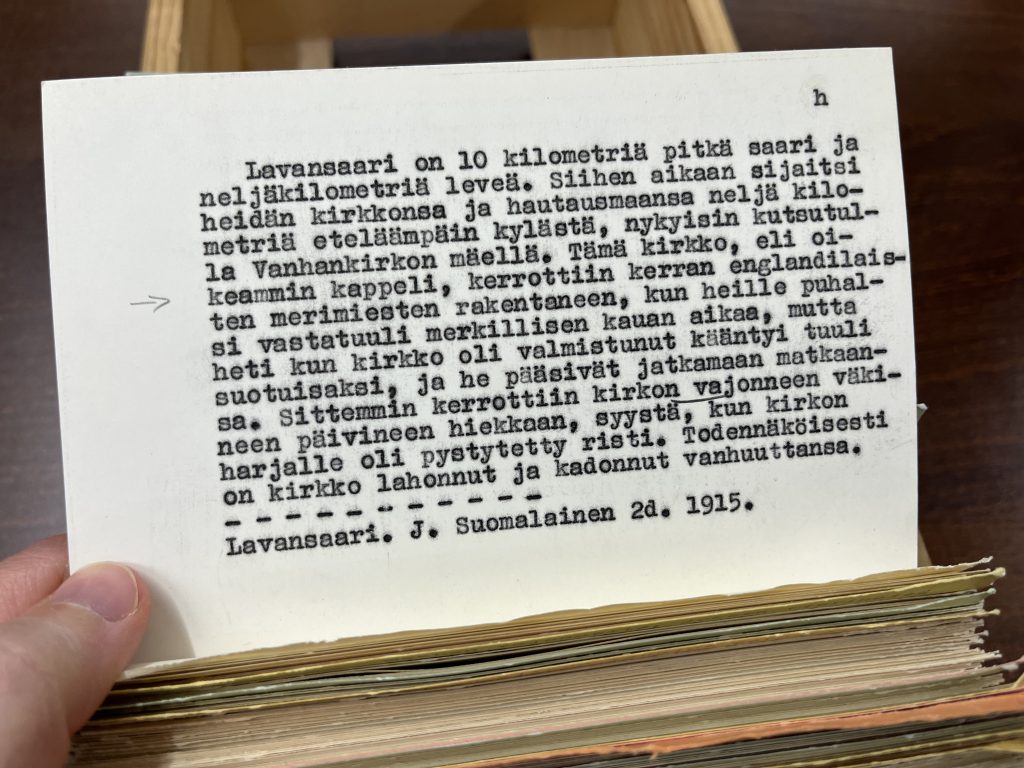 h
Lavansaari on 10 kilometriä pitkä saari ja
neljäkilometriä leveä. Siihen aikaan sijaitsi
heidän kirkkonsa ja hautausmaansa neljä kilo-
metriä eteläämpäin kylästä, nykyisin kutsutul-
la Vanhankirkon mäellä. Tämä kirkko, eli oi-
keammin kappeli, kerrottiin kerran englandilais-
ten merimiesten rakentaneen, kun heille puhal-
si vastatuuli merkillisen kauan aikaa, mutta
heti kun kirkko oli valmistunut kääntyi tuuli
suotuisaksi, ja he pääsivät jatkamaan matkaan-
sa. Sittemmin kerrottiin kirkon vajonneen väki-
neen päivineen hiekkaan, syystä, kun kirkon
harjalle oli pystytetty risti. Todennäköisesti
on kirkko lahonnut ja kadonnut vanhuuttansa.
- - - - - - - - - - -
Lavansaari. J. Suomalainen 2d. 1915.